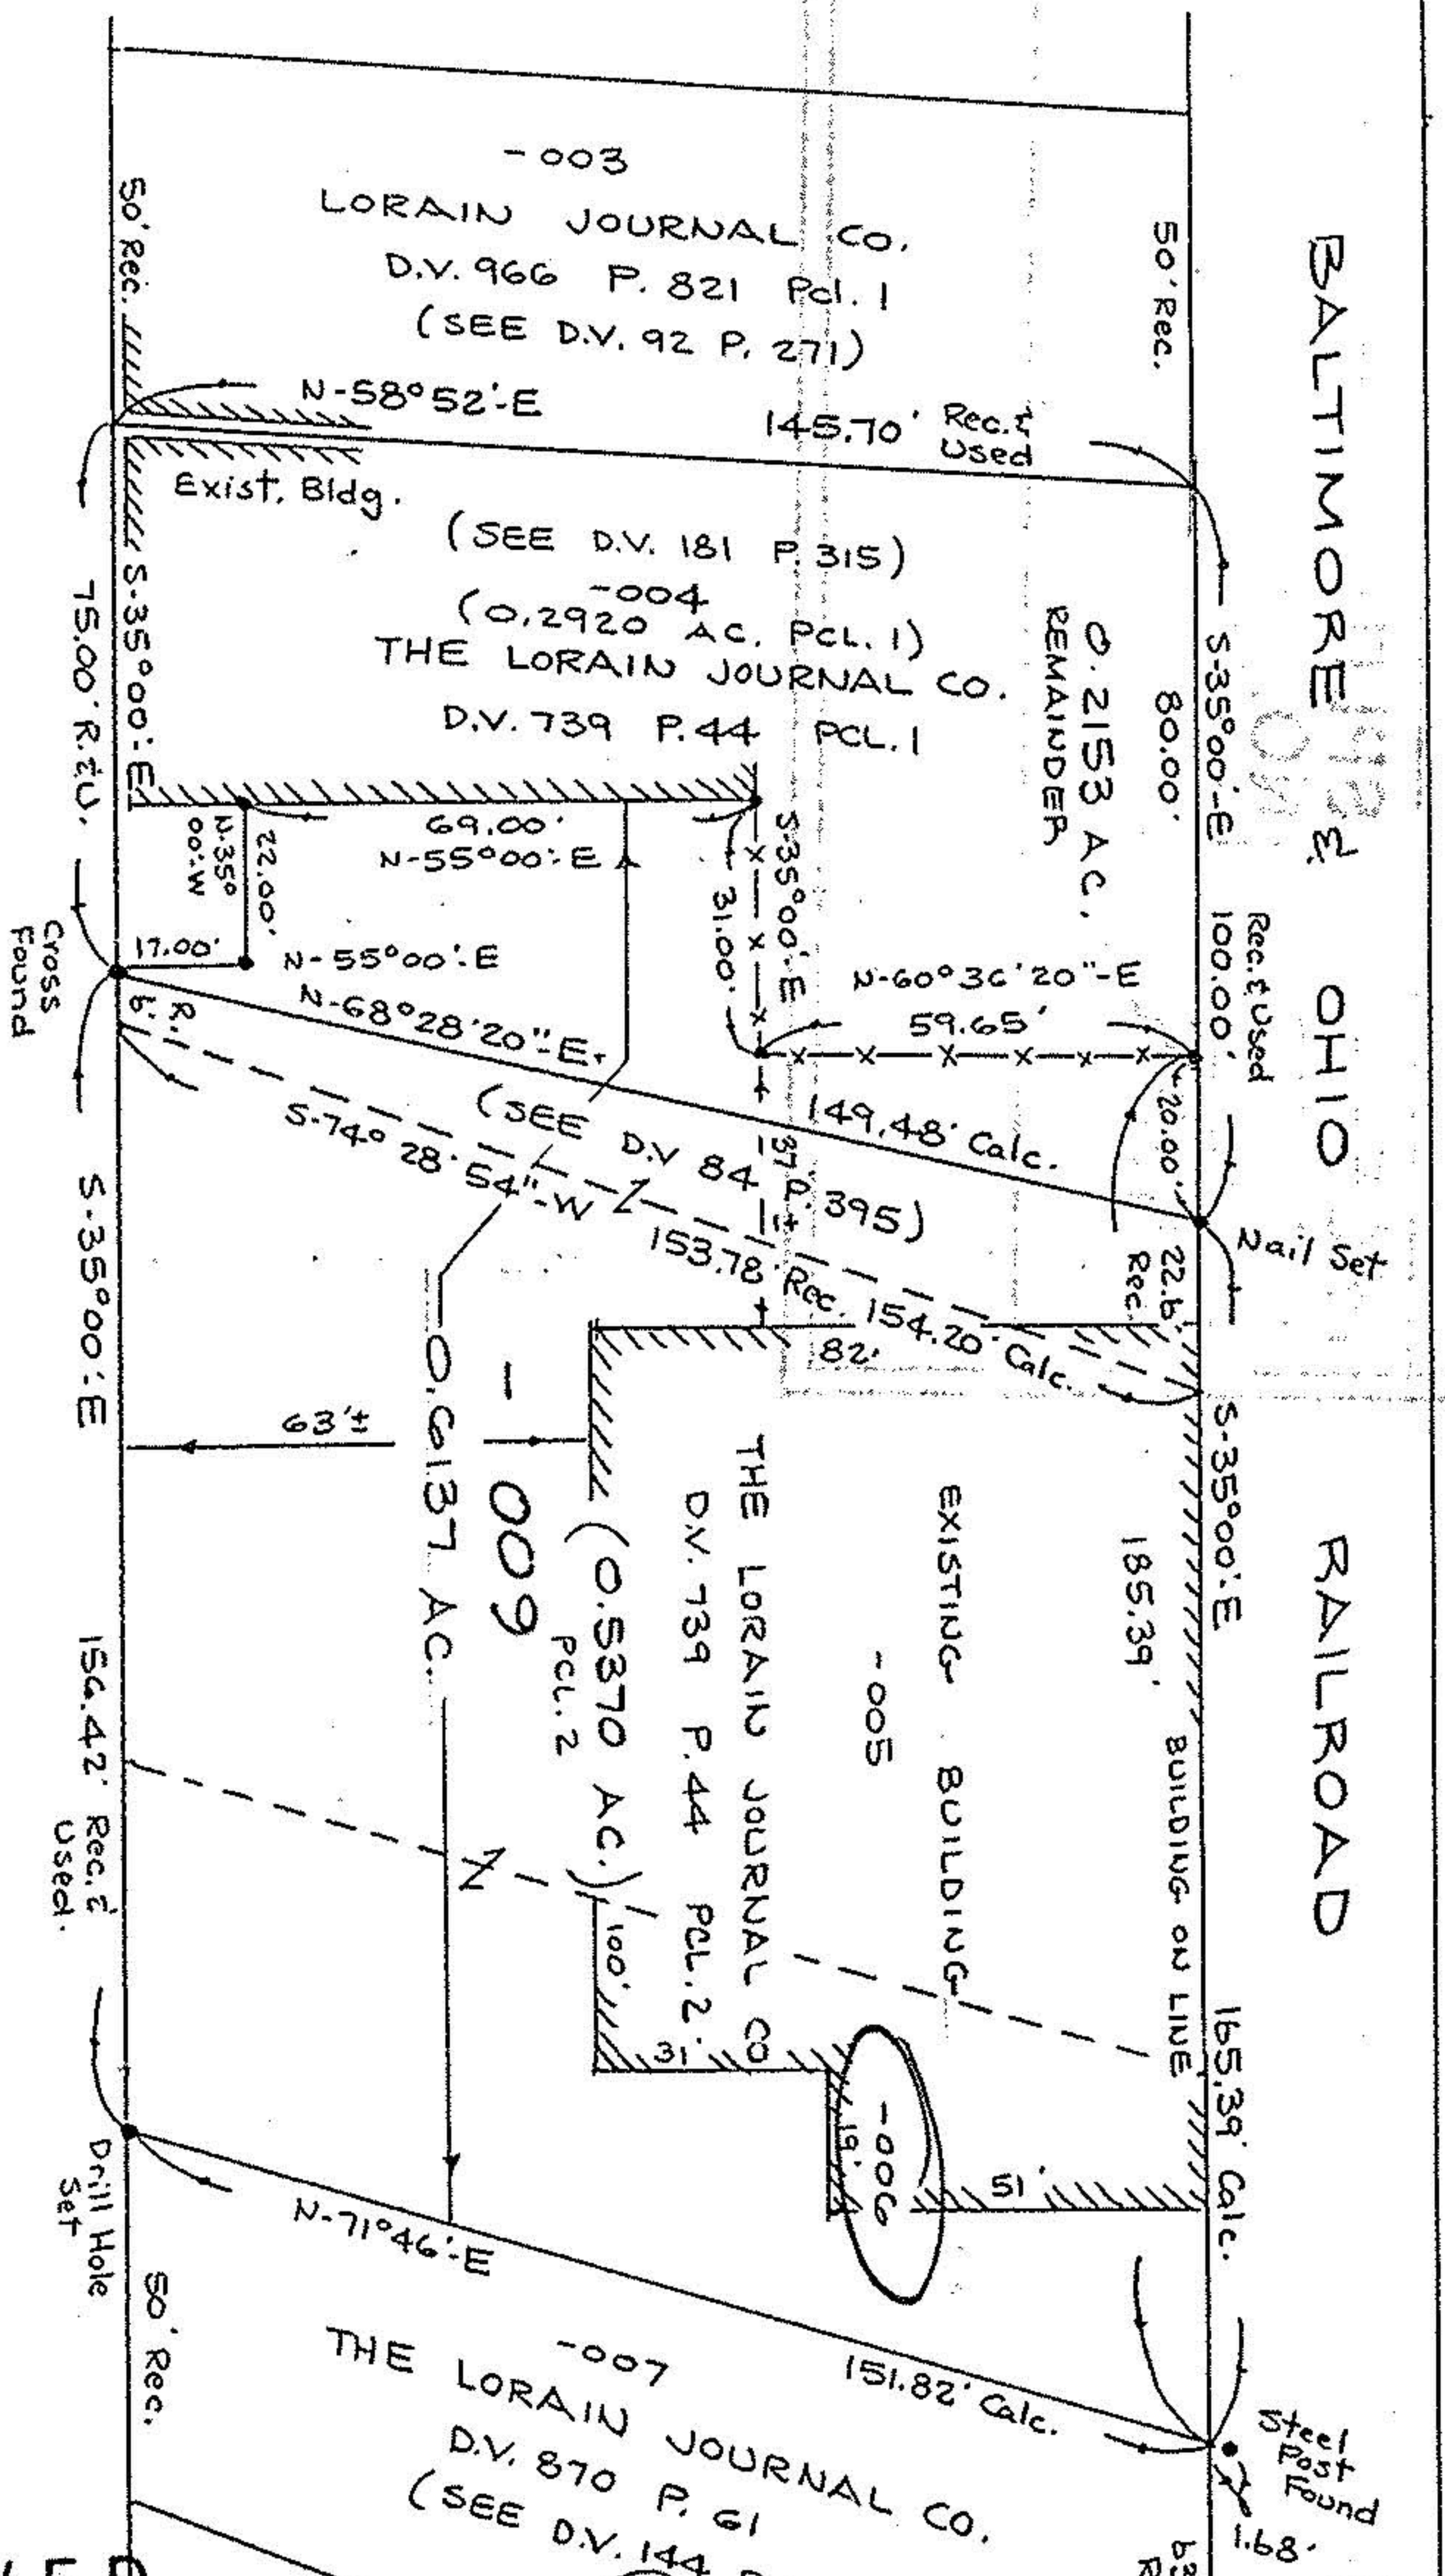 BALTIMORE & OHIO RAILROAD
-003
LORAIN JOURNAL CO.
D.V. 966 P. 821 Pcl. 1
(SEE D.V. 92 P. 271)
50' Rec.
50' Rec.
N-58°52'-E
145.70' Rec. &
Used
Exist. Bldg.
(SEE D.V. 181 P. 315)
-004
(0.2920 AC. PCL. 1)
THE LORAIN JOURNAL CO.
D.V. 739 P. 44 PCL. 1
0.2153 AC.
REMAINDER
80.00'
S-35°00'-E
Rec. & Used
100.00'
S-35°00'-E
75.00' R.&U.
69.00'
N-55°00'-E
22.00'
N-35°
00'-W
17.00'
N-55°00'-E
S-35°00'-E
31.00'
N-60°36'20"-E
59.65'
20.00'
Cross
Found
N-68°28'20"-E
149.48' Calc.
R.
6'
(SEE D.V 84 P. 395)
37'±
S-74°28'54"-W
153.78' Rec. 154.20' Calc.
Nail Set
22.6'
Rec.
82'
S-35°00'-E
63'±
0.6137 AC.
-009
(0.5370 AC.)
PCL. 2
THE LORAIN JOURNAL CO
D.V. 739 P. 44 PCL. 2
EXISTING BUILDING
-005
185.39'
S-35°00'-E
BUILDING ON LINE
165.39' Calc.
156.42' Rec. &
Used.
100'
31'
19'
-006
51'
Drill Hole
Set
N-71°46'-E
151.82' Calc.
Steel
Post
Found
1.68'
50' Rec.
-007
THE LORAIN JOURNAL CO.
D.V. 870 P. 61
(SEE D.V. 144
63